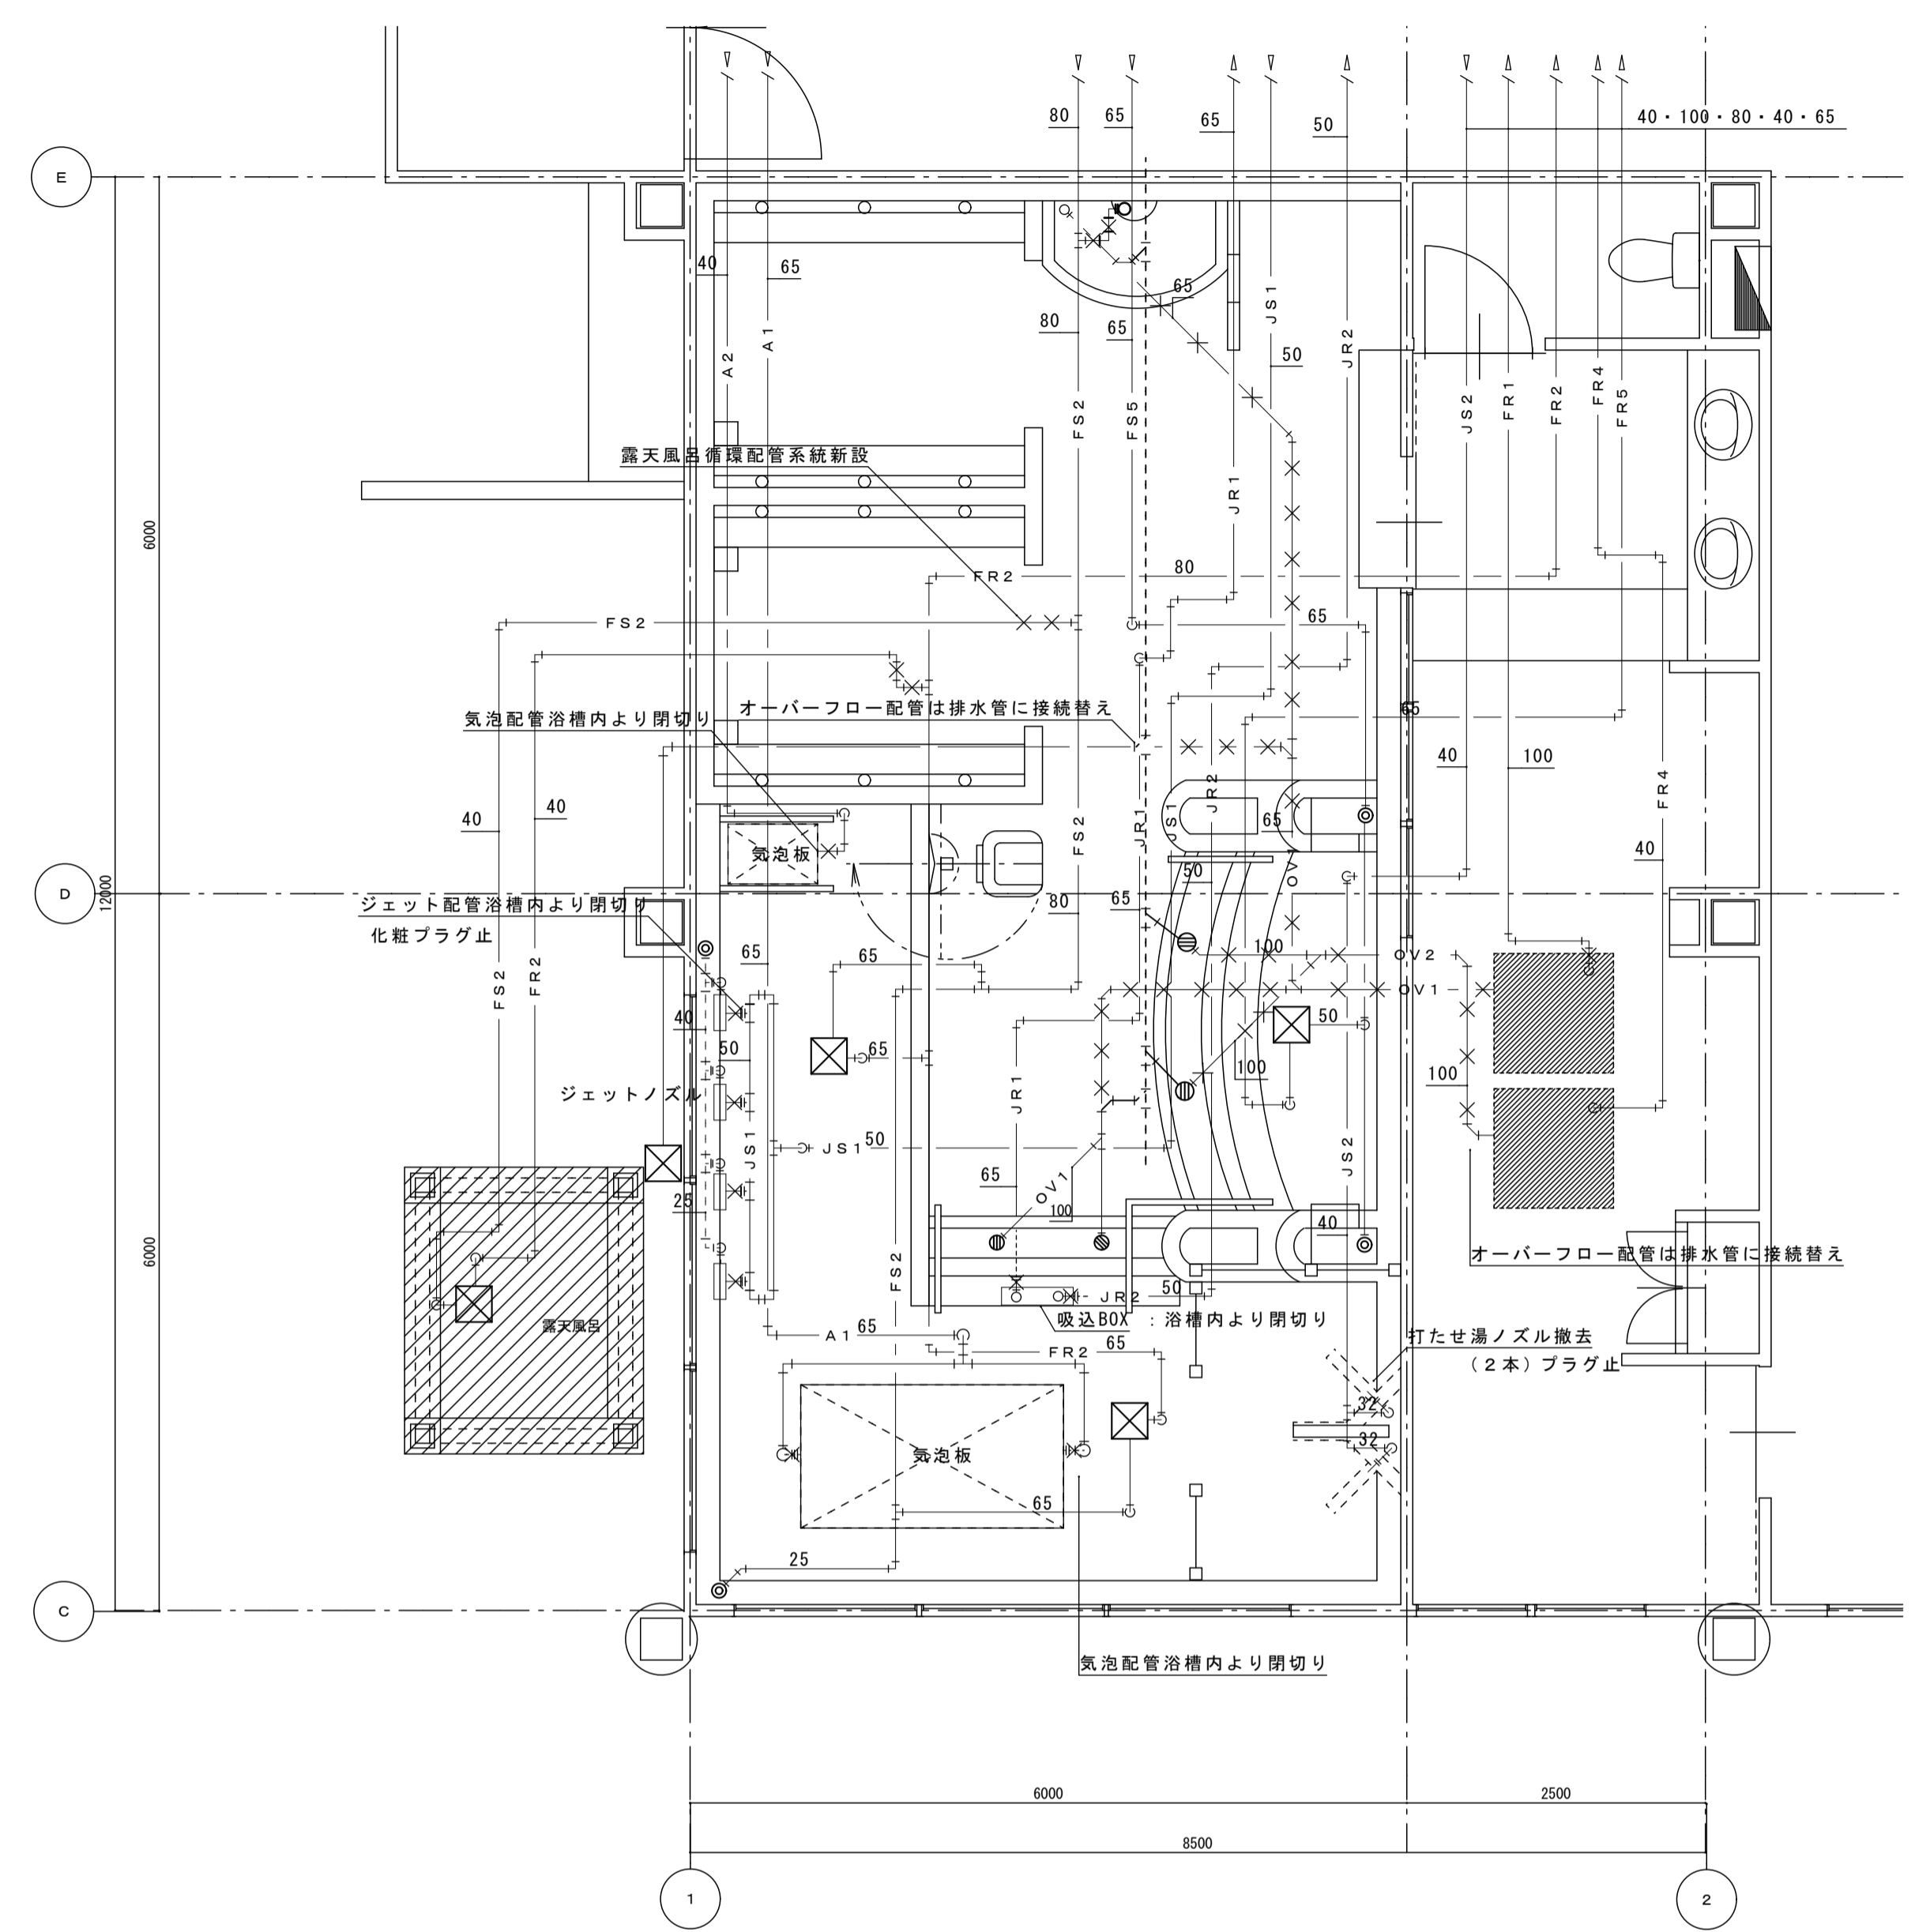 80
65
65
50
40・100・80・40・65
E
40
65
65
A2
A1
80
65
JS1
50
JR2
FS2
FS5
JR1
JS2
FR1
FR2
FR4
FR5
露天風呂循環配管系統新設
6000
FR2
80
FS2
65
気泡配管浴槽内より閉切り
オーバーフロー配管は排水管に接続替え
65
40
100
40
40
FS2
JR1
JS1
JR2
65
FR4
気泡板
OV1
50
40
D
12000
ジェット配管浴槽内より閉切り
化粧プラグ止
80
65
65
65
100
OV2
FS2
FR2
OV1
40
50
65
50
100
100
ジェットノズル
JR1
JS1
JS1
50
JS2
65
OV1
100
25
40
6000
FS2
オーバーフロー配管は排水管に接続替え
JR2
50
吸込BOX :浴槽内より閉切り
露天風呂
A1
65
FR2
65
打たせ湯ノズル撤去
(2本)プラグ止
32
32
気泡板
65
25
C
気泡配管浴槽内より閉切り
6000
2500
8500
1
2